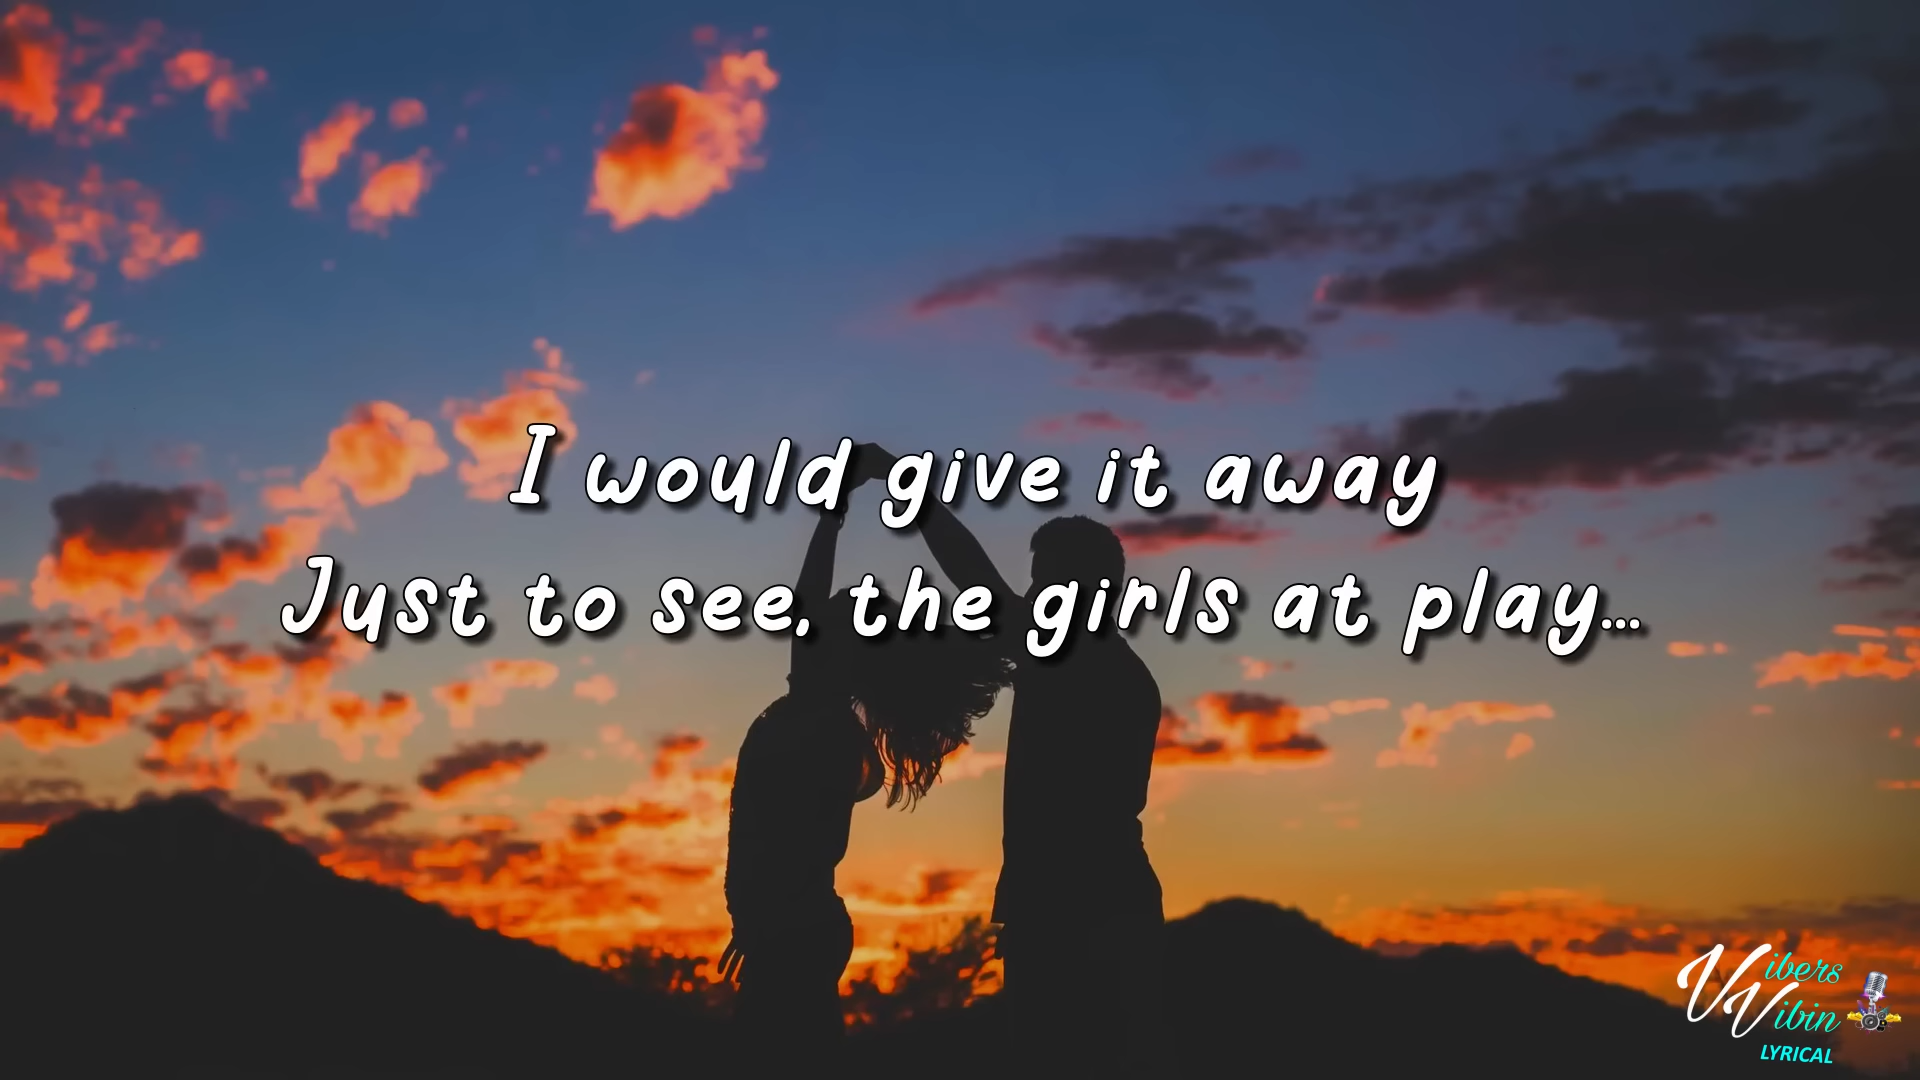 I would give it away
Just to see, the girls at play...
Vibers
Vibin
LYRICAL